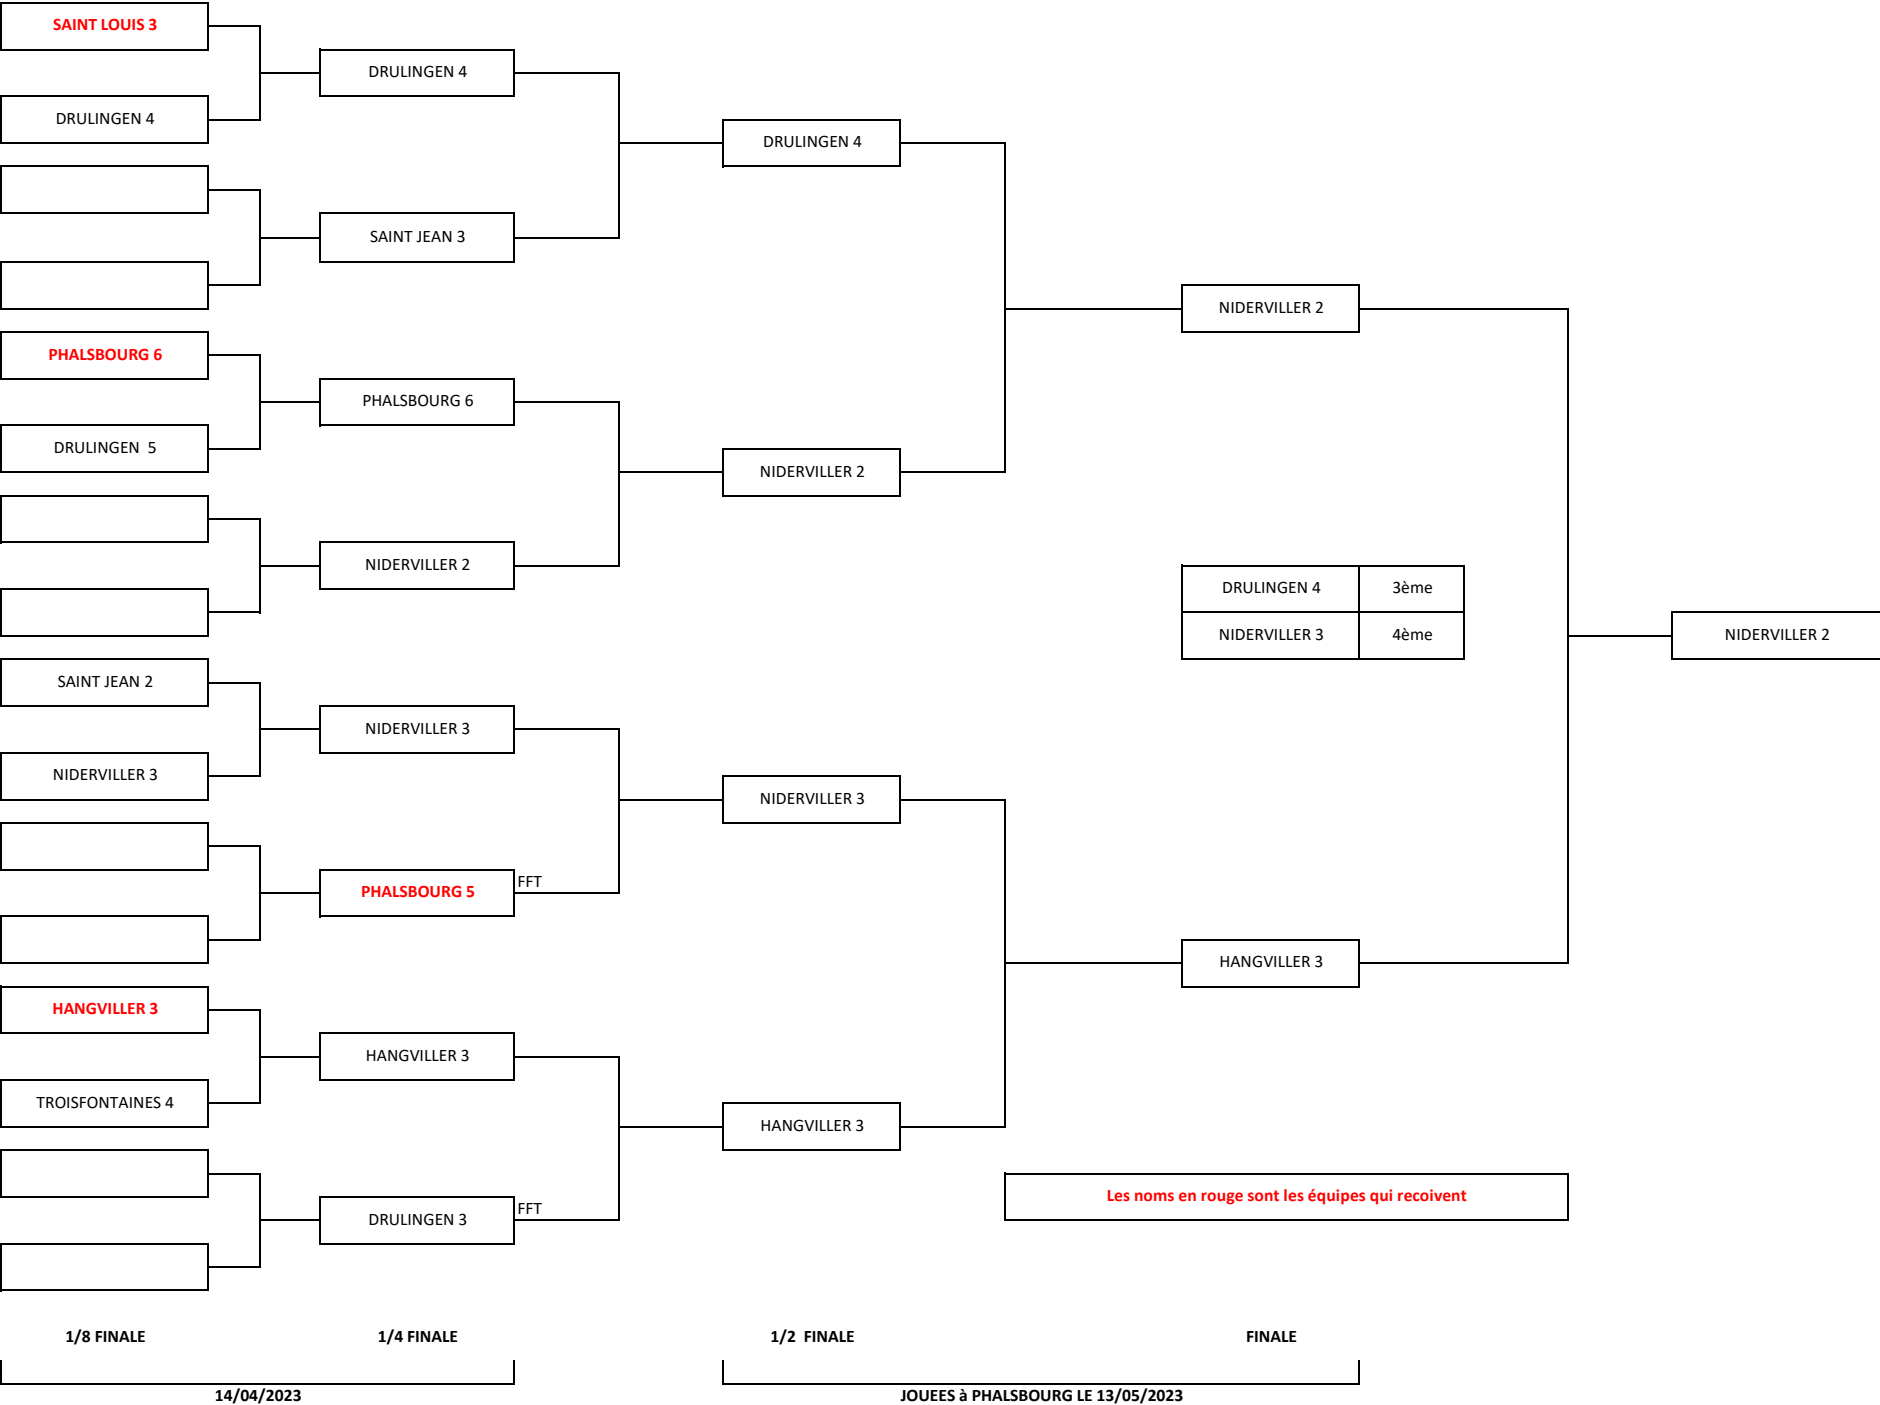 SAINT LOUIS 3
DRULINGEN 4
DRULINGEN 4
DRULINGEN 4
SAINT JEAN 3
NIDERVILLER 2
PHALSBOURG 6
PHALSBOURG 6
DRULINGEN  5
NIDERVILLER 2
NIDERVILLER 2
DRULINGEN 4 3ème
NIDERVILLER 3 4ème
NIDERVILLER 2
SAINT JEAN 2
NIDERVILLER 3
NIDERVILLER 3
NIDERVILLER 3
PHALSBOURG 5 FFT
HANGVILLER 3
HANGVILLER 3
HANGVILLER 3
TROISFONTAINES 4
HANGVILLER 3
Les noms en rouge sont les équipes qui recoivent
DRULINGEN 3 FFT
1/8 FINALE 1/4 FINALE 1/2  FINALE FINALE
14/04/2023 JOUEES à PHALSBOURG LE 13/05/2023